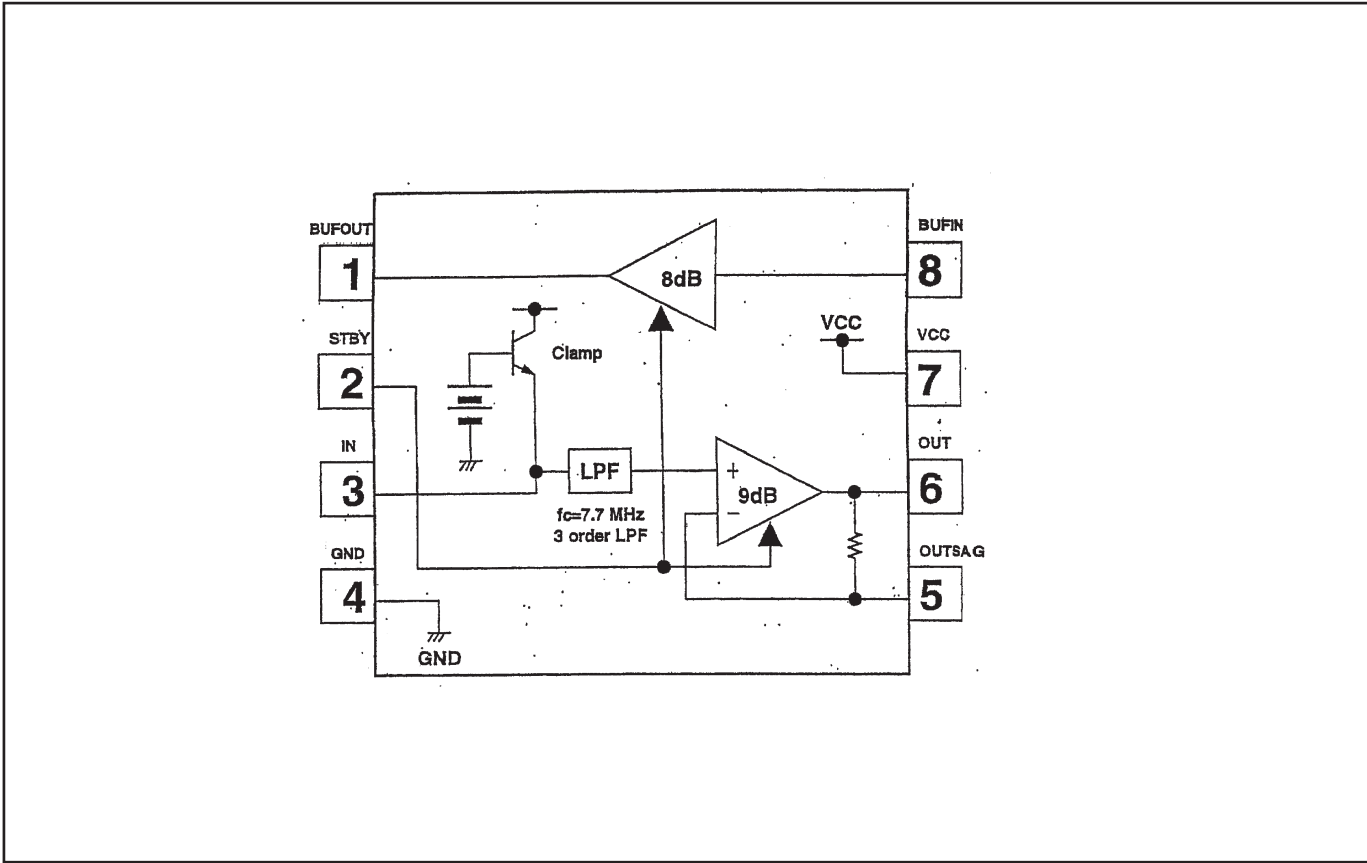 BUFOUT
1
STBY
2
IN
3
GND
4
GND
8dB
Clamp
LPF
fc=7.7 MHz
3 order LPF
+
9dB
−
VCC
BUFIN
8
VCC
7
OUT
6
OUTSAG
5